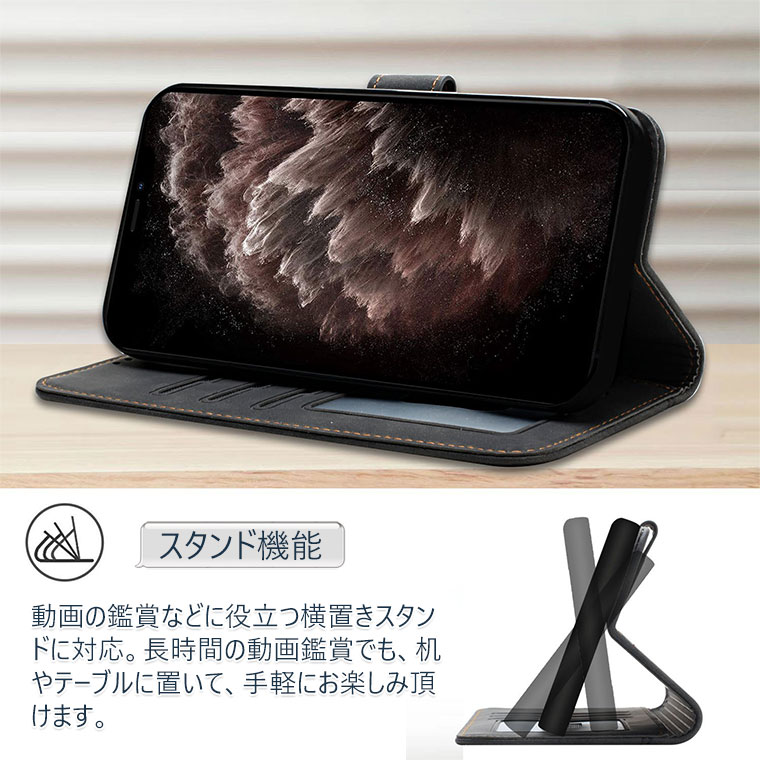 スタンド機能
動画の鑑賞などに役立つ横置きスタン
ドに対応。長時間の動画鑑賞でも、机
やテーブルに置いて、手軽にお楽しみ頂
けます。